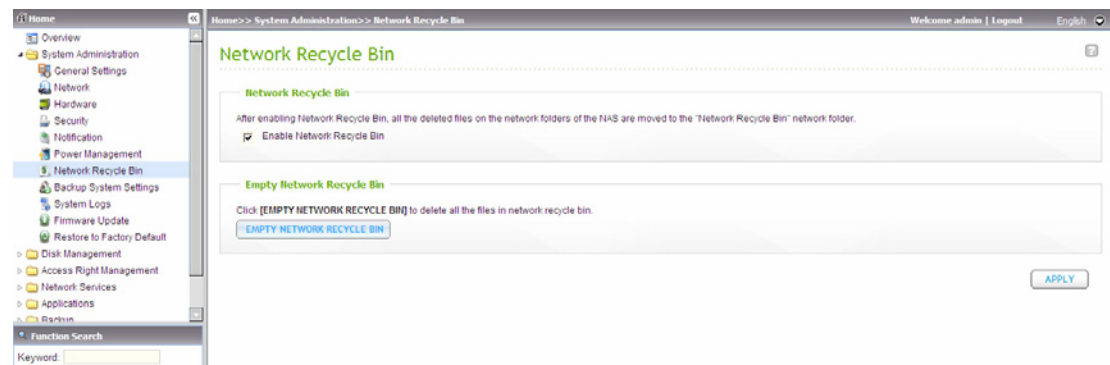 Home
Home>> System Administration>> Network Recycle Bin
Welcome admin | Logout
English
Overview
System Administration
General Settings
Network
Hardware
Security
Notification
Power Management
Network Recycle Bin
Backup System Settings
System Logs
Firmware Update
Restore to Factory Default
Disk Management
Access Right Management
Network Services
Applications
Backup
Function Search
Keyword:
Network Recycle Bin
Network Recycle Bin
After enabling Network Recycle Bin, all the deleted files on the network folders of the NAS are moved to the "Network Recycle Bin" network folder.
Enable Network Recycle Bin
Empty Network Recycle Bin
Click [EMPTY NETWORK RECYCLE BIN] to delete all the files in network recycle bin.
EMPTY NETWORK RECYCLE BIN
APPLY